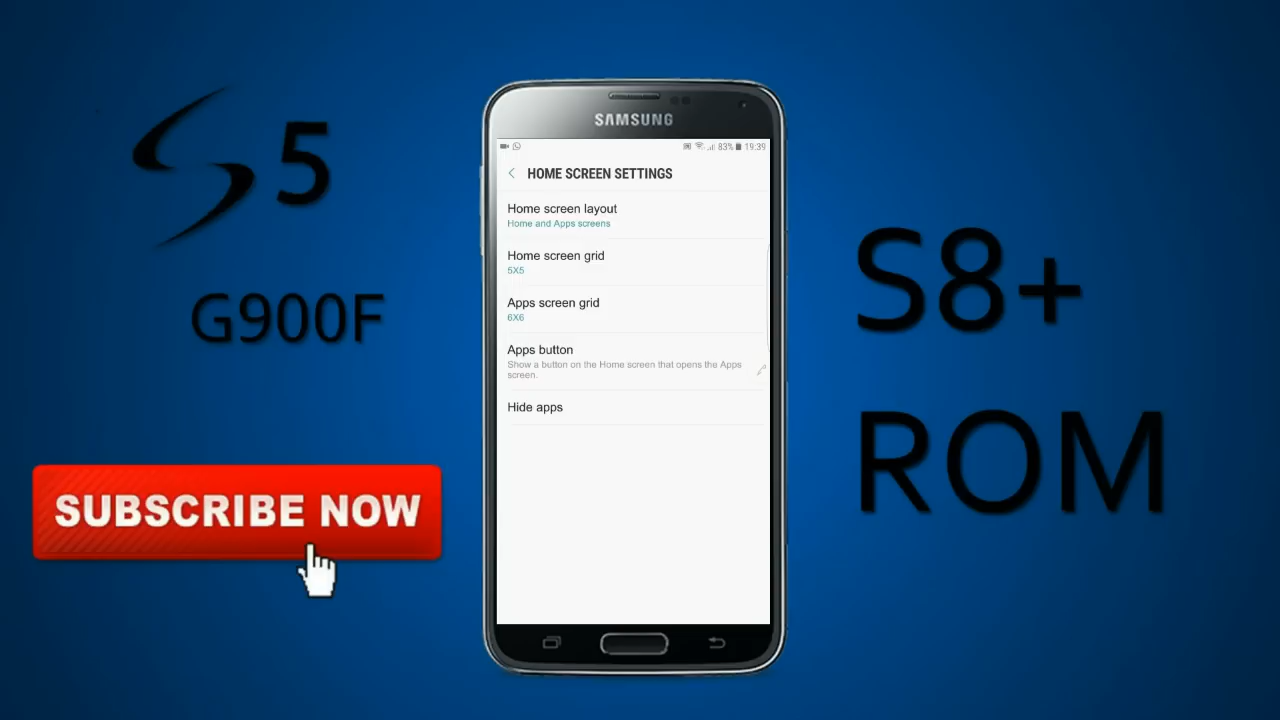 S 5
G900F
SUBSCRIBE NOW
SAMSUNG
83% 19:39
HOME SCREEN SETTINGS
Home screen layout
Home and Apps screens
Home screen grid
5X5
Apps screen grid
6X6
Apps button
Show a button on the Home screen that opens the Apps
screen.
Hide apps
S8+
ROM